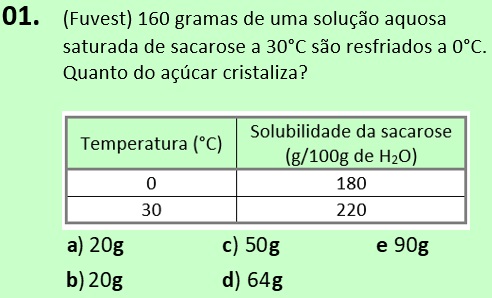 01. (Fuvest) 160 gramas de uma solução aquosa
saturada de sacarose a 30°C são resfriados a 0°C.
Quanto do açúcar cristaliza?
Temperatura (°C) Solubilidade da sacarose
(g/100g de H₂O)
0 180
30 220
a) 20g c) 50g e 90g
b) 20g d) 64g